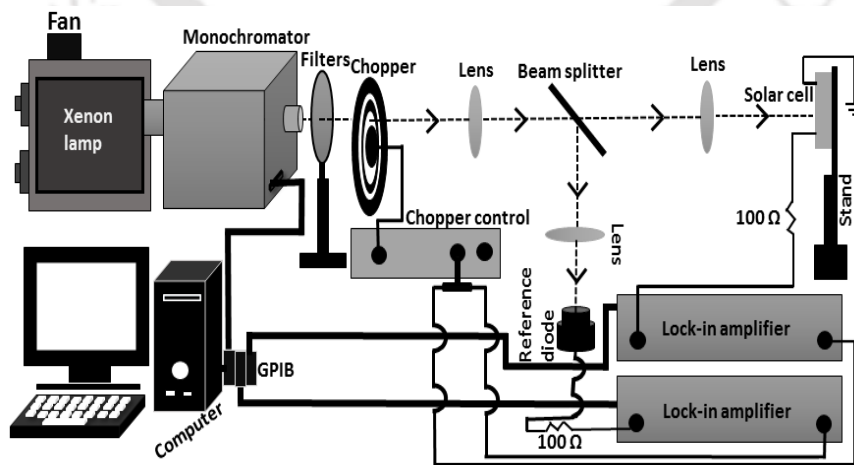 Fan
Monochromator
Filters
Chopper
Lens
Beam splitter
Lens
Solar cell
Xenon
lamp
Stand
100 Ω
Chopper control
Lens
Reference
diode
Lock-in amplifier
GPIB
Lock-in amplifier
Computer
100 Ω